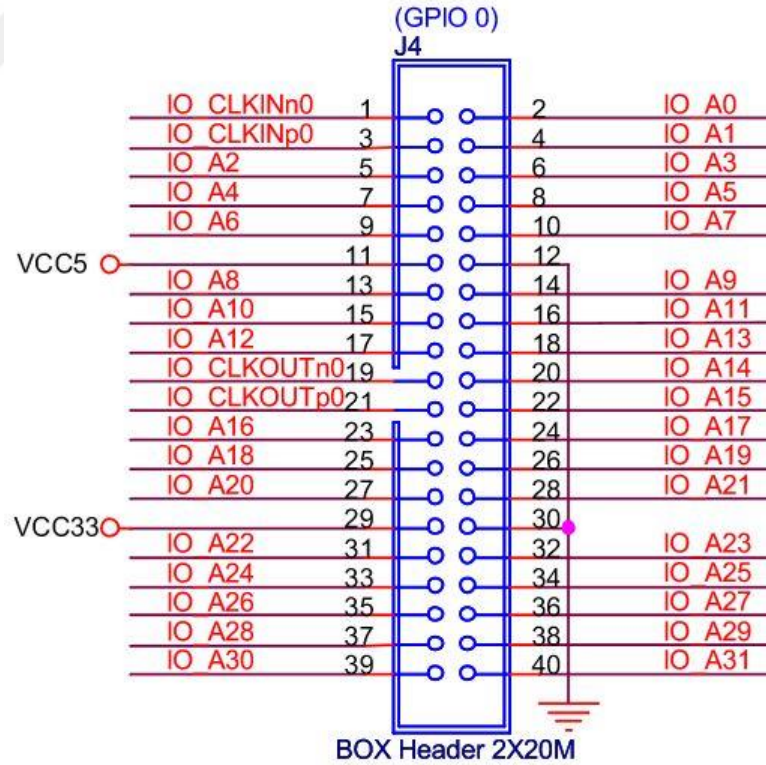 (GPIO 0)
J4
IO_CLKINn0 1 2 IO_A0
IO_CLKINp0 3 4 IO_A1
IO_A2 5 6 IO_A3
IO_A4 7 8 IO_A5
IO_A6 9 10 IO_A7
VCC5 11 12
IO_A8 13 14 IO_A9
IO_A10 15 16 IO_A11
IO_A12 17 18 IO_A13
IO_CLKOUTn0 19 20 IO_A14
IO_CLKOUTp0 21 22 IO_A15
IO_A16 23 24 IO_A17
IO_A18 25 26 IO_A19
IO_A20 27 28 IO_A21
VCC33 29 30
IO_A22 31 32 IO_A23
IO_A24 33 34 IO_A25
IO_A26 35 36 IO_A27
IO_A28 37 38 IO_A29
IO_A30 39 40 IO_A31
BOX Header 2X20M